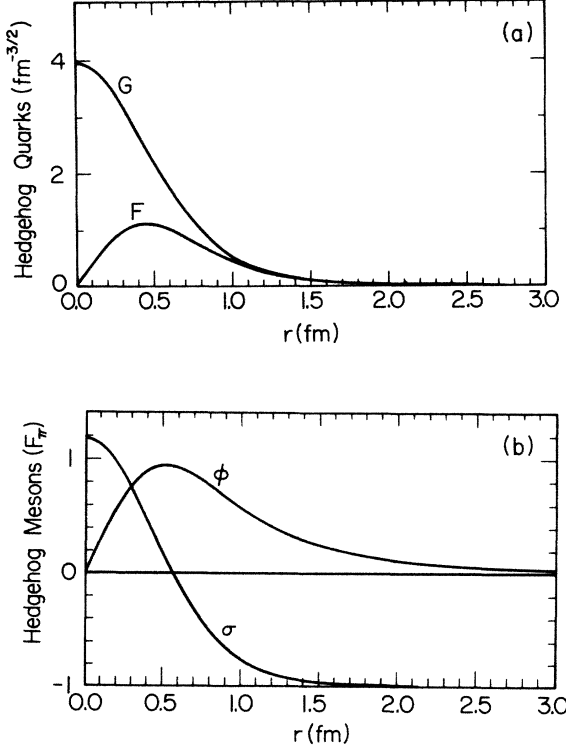 (a)
Hedgehog Quarks (fm⁻³/²)
4
2
0
G
F
0.0 0.5 1.0 1.5 2.0 2.5 3.0
r(fm)
(b)
Hedgehog Mesons (Fπ)
1
0
-1
ϕ
σ
0.0 0.5 1.0 1.5 2.0 2.5 3.0
r(fm)